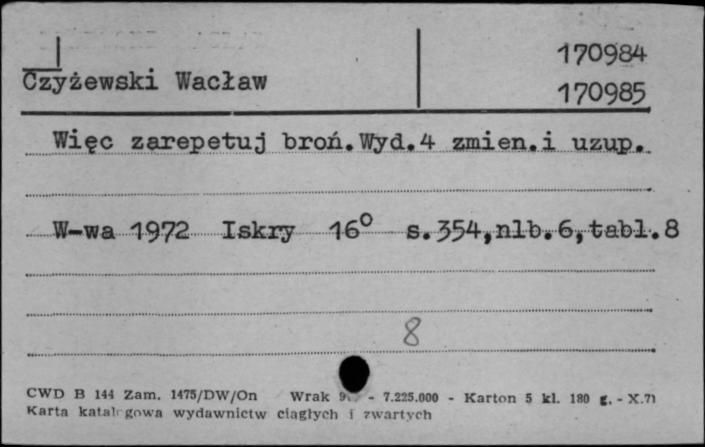 170984
Czyżewski Wacław
170985
Więc zarepetuj broń.Wyd.4 zmien.i uzup.
W-wa 1972 Iskry 16° s.354,nlb.6,tabl.8
8
CWD B 144 Zam. 1475/DW/On Wrak - 7.225.000 - Karton 5 kl. 180 g. - X.71
Karta katalogowa wydawnictw ciągłych i zwartych